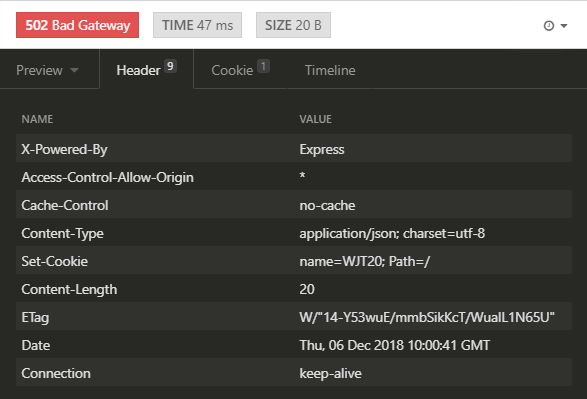 502 Bad Gateway TIME 47 ms SIZE 20 B
Preview Header 9 Cookie 1 Timeline
NAME VALUE
X-Powered-By Express
Access-Control-Allow-Origin *
Cache-Control no-cache
Content-Type application/json; charset=utf-8
Set-Cookie name=WJT20; Path=/
Content-Length 20
ETag W/"14-Y53wuE/mmbSikKcT/WualL1N65U"
Date Thu, 06 Dec 2018 10:00:41 GMT
Connection keep-alive